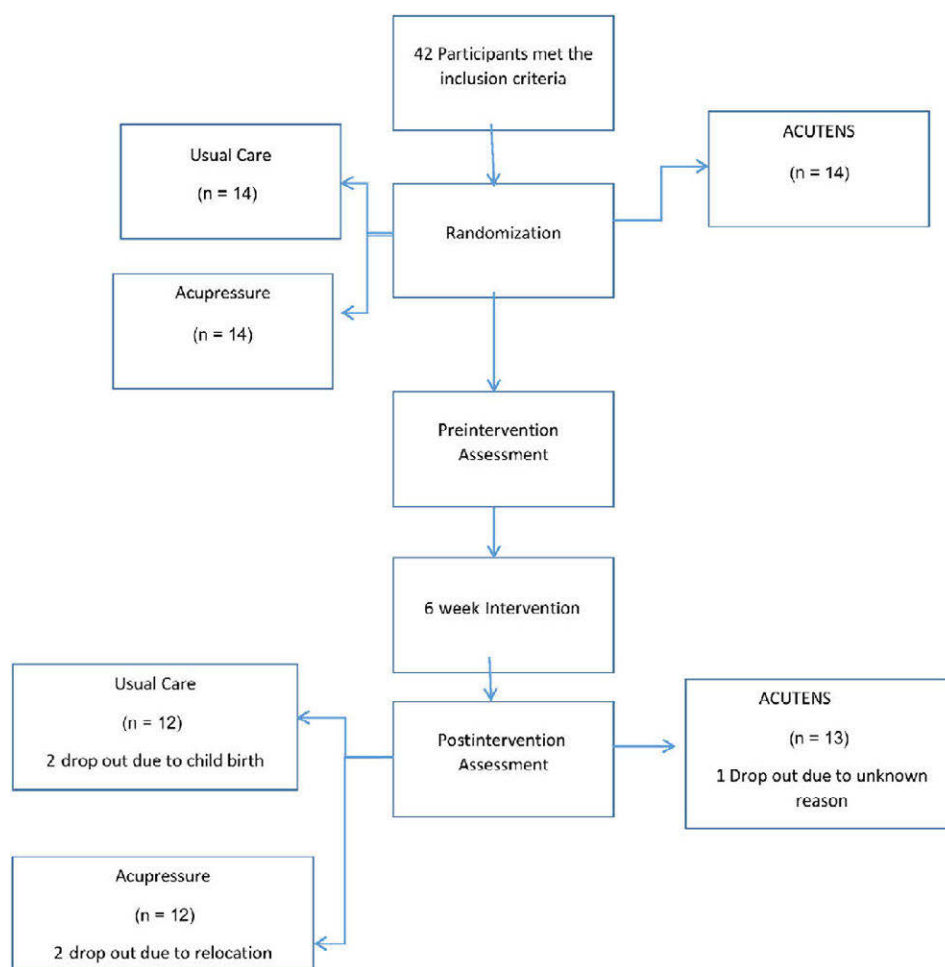 42 Participants met the
inclusion criteria
Usual Care
(n = 14)
ACUTENS
(n = 14)
Randomization
Acupressure
(n = 14)
Preintervention
Assessment
6 week Intervention
Usual Care
(n = 12)
2 drop out due to child birth
Postintervention
Assessment
ACUTENS
(n = 13)
1 Drop out due to unknown
reason
Acupressure
(n = 12)
2 drop out due to relocation